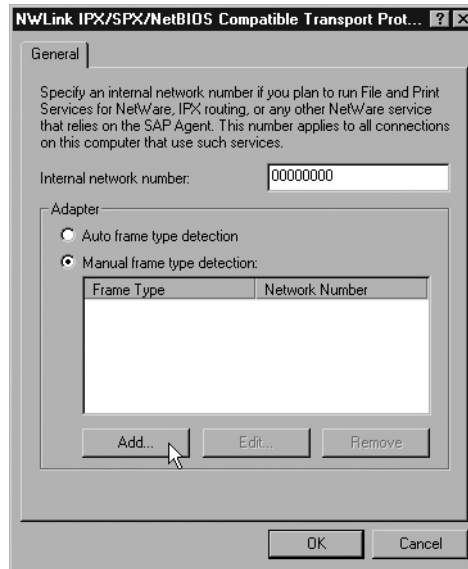 NWLink IPX/SPX/NetBIOS Compatible Transport Prot... ? X
General
Specify an internal network number if you plan to run File and Print
Services for NetWare, IPX routing, or any other NetWare service
that relies on the SAP Agent. This number applies to all connections
on this computer that use such services.
Internal network number: 00000000
Adapter
Auto frame type detection
Manual frame type detection:
Frame Type Network Number
Add... Edit... Remove
OK Cancel